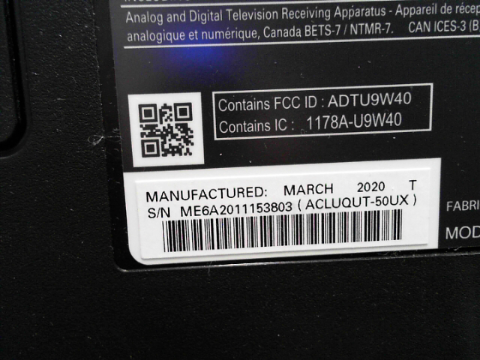 Analog and Digital Television Receiving Apparatus - Appareil de récep
analogique et numérique, Canada BETS-7 / NTMR-7. CAN ICES-3 (B
Contains FCC ID : ADTU9W40
Contains IC : 1178A-U9W40
MANUFACTURED: MARCH 2020 T
S/N ME6A2011153803 ( ACLUQUT-50UX )
FABRI
MOD